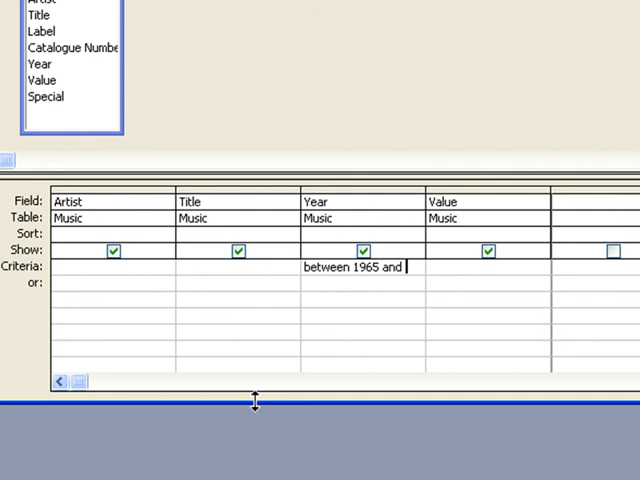 Artist
Title
Label
Catalogue Numbe
Year
Value
Special
Field: Artist Title Year Value
Table: Music Music Music Music
Sort:
Show:
Criteria: between 1965 and
or: